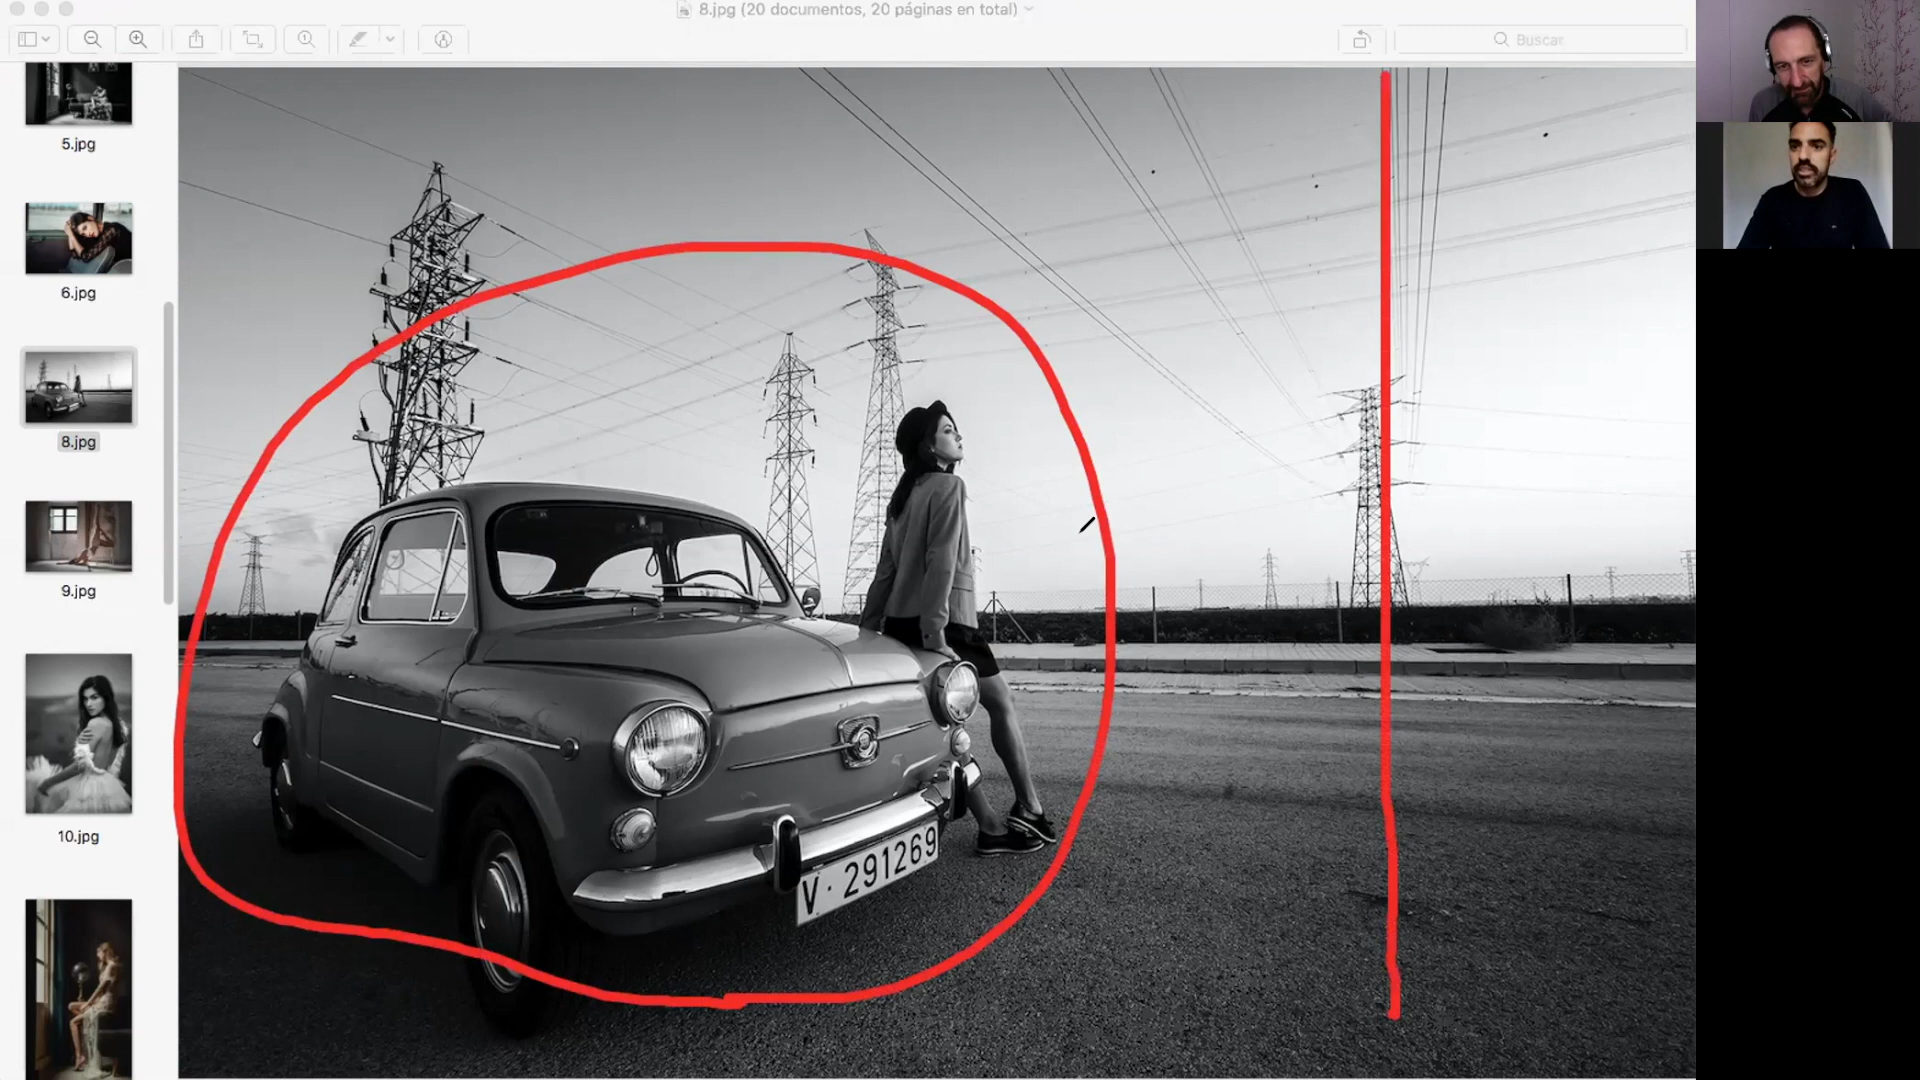 8.jpg (20 documentos, 20 páginas en total)
Buscar
5.jpg
6.jpg
8.jpg
9.jpg
10.jpg
V·291269